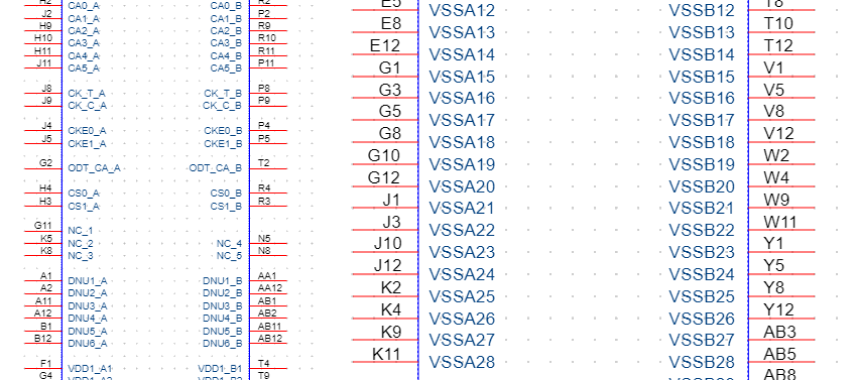 H2 CA0_A CA0_B R2
J2 CA1_A CA1_B P2
H9 CA2_A CA2_B R9
H10 CA3_A CA3_B R10
H11 CA4_A CA4_B R11
J11 CA5_A CA5_B P11
J8 CK_T_A CK_T_B P8
J9 CK_C_A CK_C_B P9
J4 CKE0_A CKE0_B P4
J5 CKE1_A CKE1_B P5
G2 ODT_CA_A ODT_CA_B T2
H4 CS0_A CS0_B R4
H3 CS1_A CS1_B R3
G11 NC_1
K5 NC_2 NC_4 N5
K8 NC_3 NC_5 N8
A1 DNU1_A DNU1_B AA1
A2 DNU2_A DNU2_B AA12
A11 DNU3_A DNU3_B AB1
A12 DNU4_A DNU4_B AB2
B1 DNU5_A DNU5_B AB11
B12 DNU6_A DNU6_B AB12
F1 VDD1_A1 VDD1_B1 T4
G4 VDD1_A2 VDD1_B2 T9
E5 VSSA12 VSSB12 T8
E8 VSSA13 VSSB13 T10
E12 VSSA14 VSSB14 T12
G1 VSSA15 VSSB15 V1
G3 VSSA16 VSSB16 V5
G5 VSSA17 VSSB17 V8
G8 VSSA18 VSSB18 V12
G10 VSSA19 VSSB19 W2
G12 VSSA20 VSSB20 W4
J1 VSSA21 VSSB21 W9
J3 VSSA22 VSSB22 W11
J10 VSSA23 VSSB23 Y1
J12 VSSA24 VSSB24 Y5
K2 VSSA25 VSSB25 Y8
K4 VSSA26 VSSB26 Y12
K9 VSSA27 VSSB27 AB3
K11 VSSA28 VSSB28 AB5
AB8